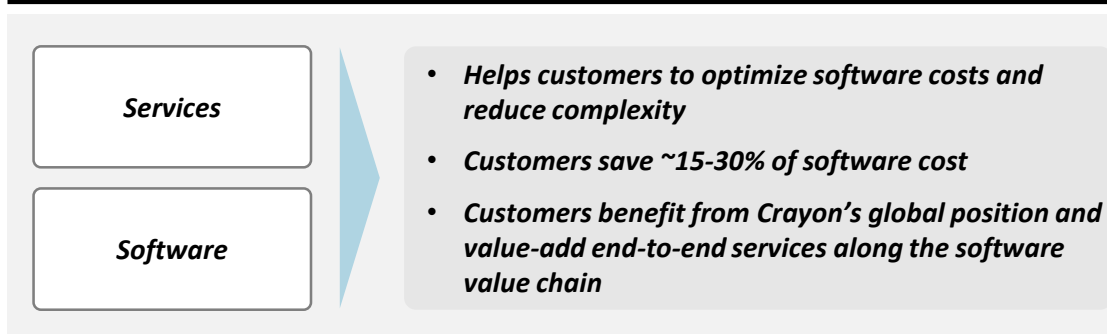 Services
Software
• Helps customers to optimize software costs and
reduce complexity
• Customers save ~15-30% of software cost
• Customers benefit from Crayon’s global position and
value-add end-to-end services along the software
value chain